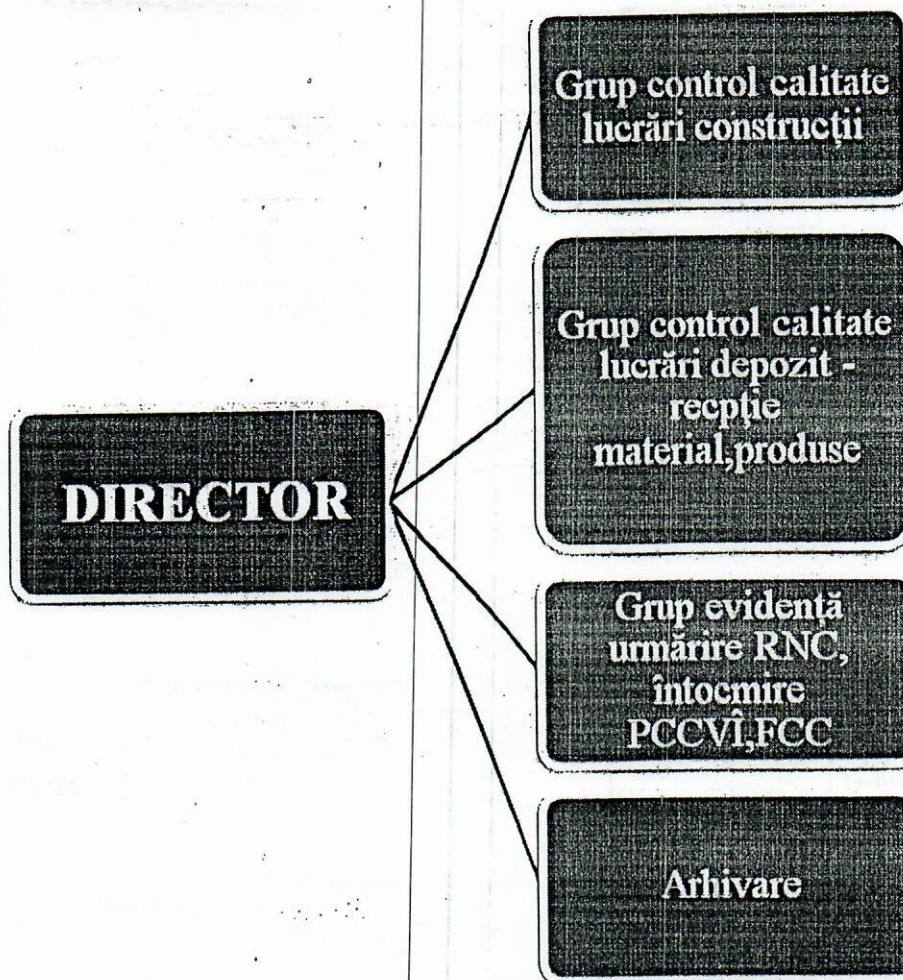 Grup control calitate
lucrări construcții
Grup control calitate
lucrări depozit -
recpţie
material,produse
DIRECTOR
Grup evidență
urmărire RNC,
întocmire
PCCVÎ,FCC
Arhivare